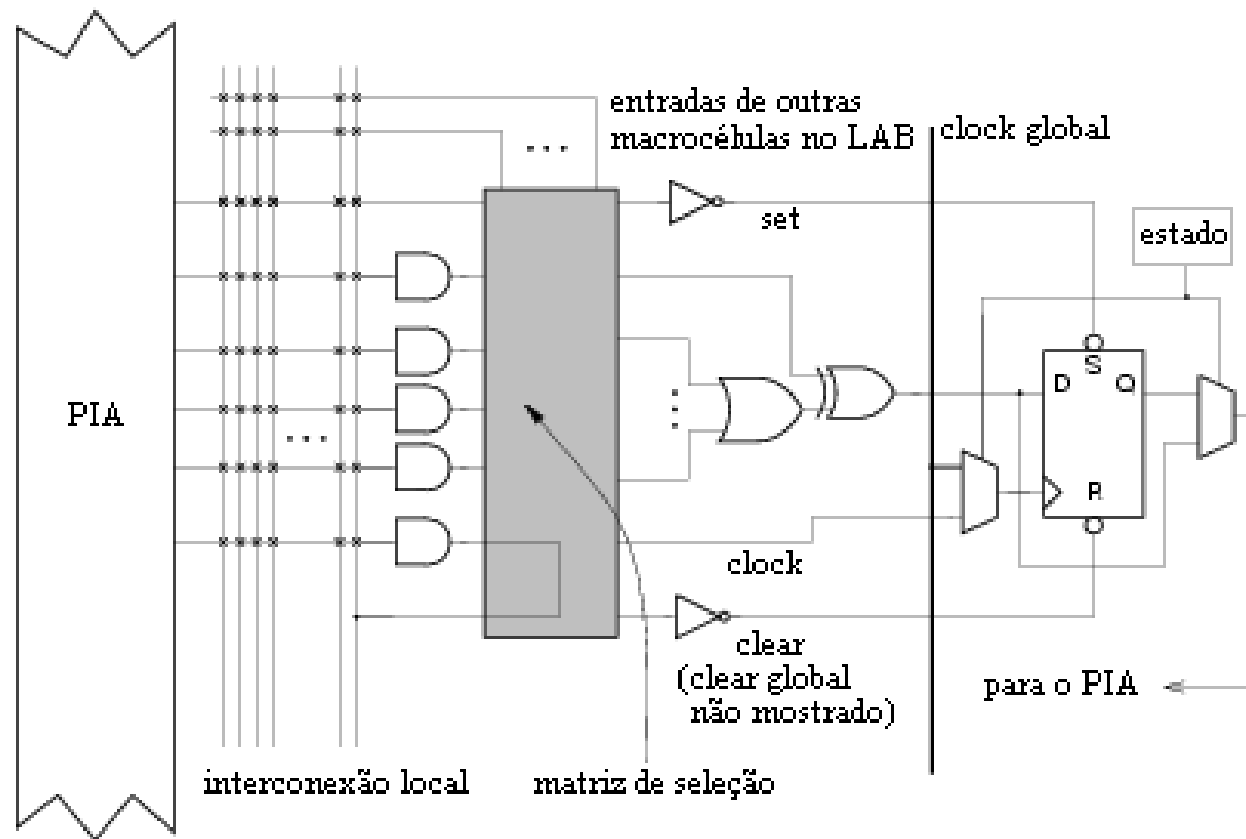 entradas de outras
macrocélulas no LAB
clock global
...
set
estado
S
D
Q
PIA
...
R
clock
clear
(clear global
não mostrado)
para o PIA
interconexão local
matriz de seleção